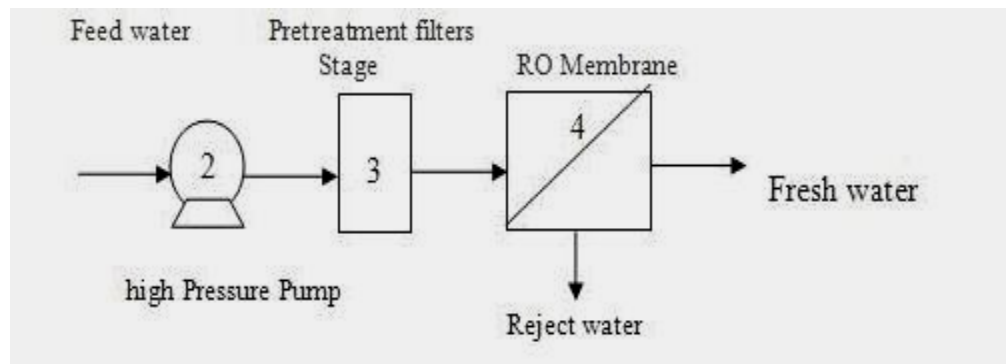 Feed water
Pretreatment filters
Stage
RO Membrane
2
3
4
Fresh water
high Pressure Pump
Reject water